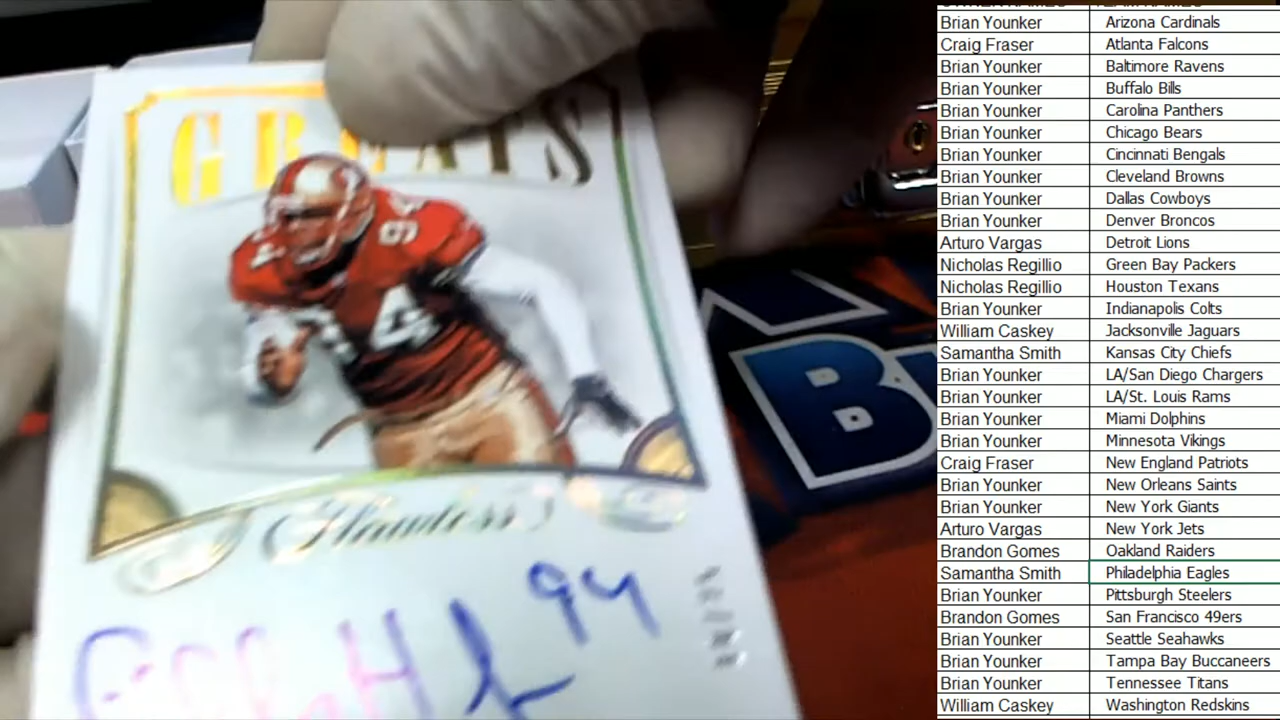 GREATS
94
94
94
B
Brian Younker Arizona Cardinals
Craig Fraser Atlanta Falcons
Brian Younker Baltimore Ravens
Brian Younker Buffalo Bills
Brian Younker Carolina Panthers
Brian Younker Chicago Bears
Brian Younker Cincinnati Bengals
Brian Younker Cleveland Browns
Brian Younker Dallas Cowboys
Brian Younker Denver Broncos
Arturo Vargas Detroit Lions
Nicholas Regillio Green Bay Packers
Nicholas Regillio Houston Texans
Brian Younker Indianapolis Colts
William Caskey Jacksonville Jaguars
Samantha Smith Kansas City Chiefs
Brian Younker LA/San Diego Chargers
Brian Younker LA/St. Louis Rams
Brian Younker Miami Dolphins
Brian Younker Minnesota Vikings
Craig Fraser New England Patriots
Brian Younker New Orleans Saints
Brian Younker New York Giants
Arturo Vargas New York Jets
Brandon Gomes Oakland Raiders
Samantha Smith Philadelphia Eagles
Brian Younker Pittsburgh Steelers
Brandon Gomes San Francisco 49ers
Brian Younker Seattle Seahawks
Brian Younker Tampa Bay Buccaneers
Brian Younker Tennessee Titans
William Caskey Washington Redskins